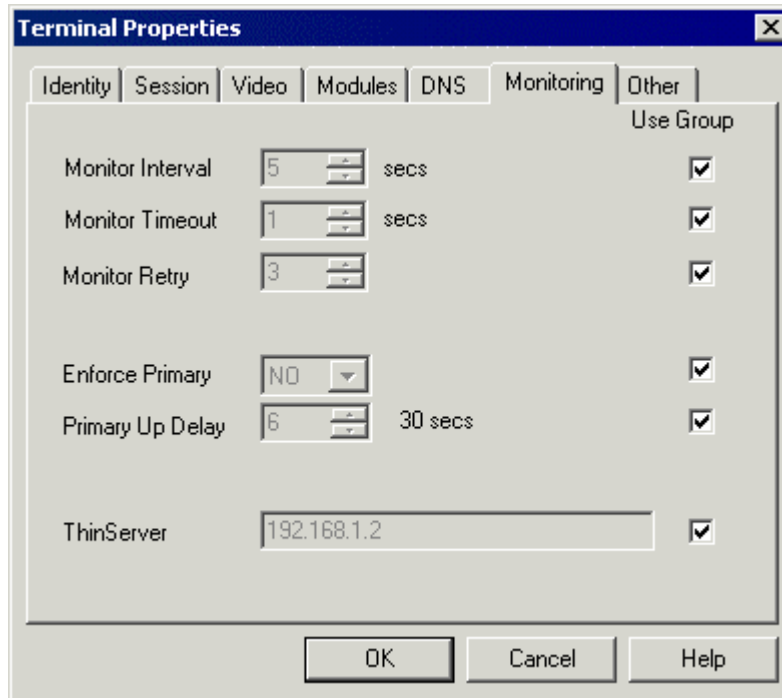 Terminal Properties
Identity Session Video Modules DNS Monitoring Other
Use Group
Monitor Interval 5 secs
Monitor Timeout 1 secs
Monitor Retry 3
Enforce Primary NO
Primary Up Delay 6 30 secs
ThinServer 192.168.1.2
OK Cancel Help